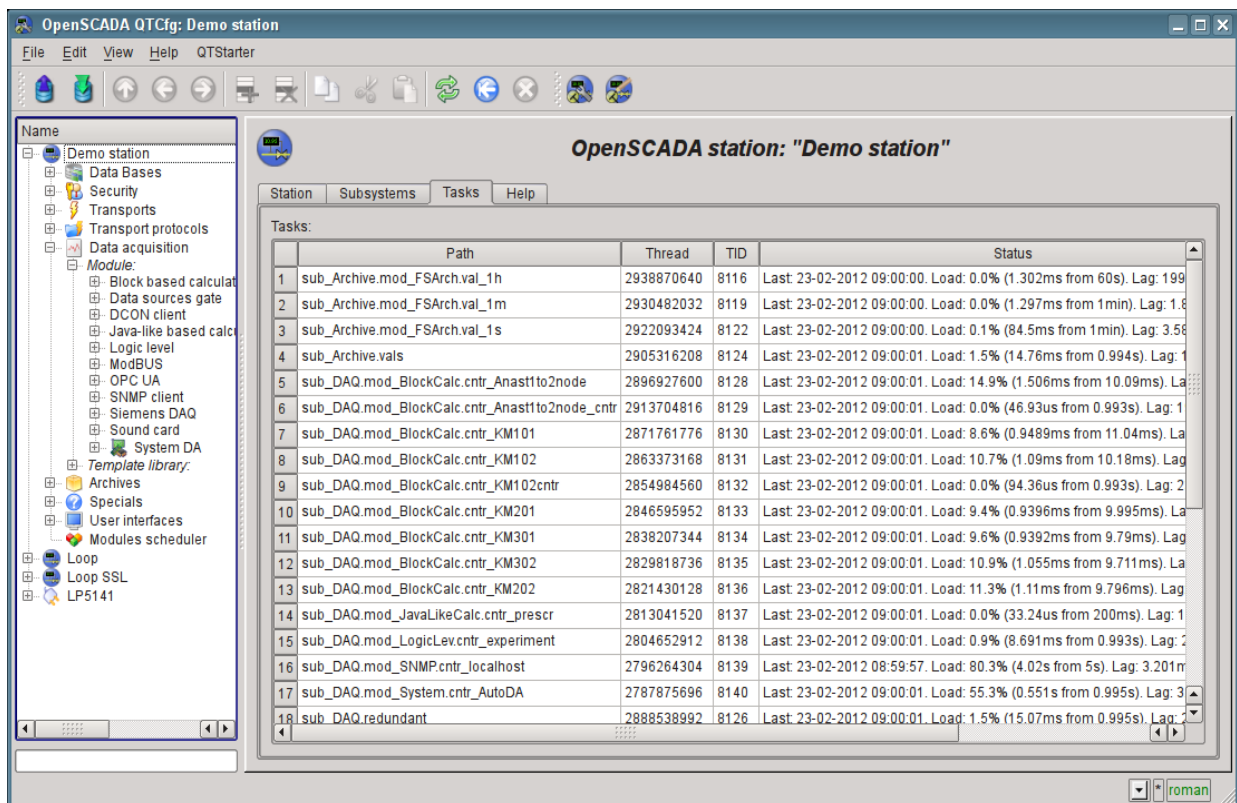 OpenSCADA QTCfg: Demo station
File Edit View Help QTStarter
Name
Demo station
Data Bases
Security
Transports
Transport protocols
Data acquisition
Module:
Block based calculat
Data sources gate
DCON client
Java-like based calcu
Logic level
ModBUS
OPC UA
SNMP client
Siemens DAQ
Sound card
System DA
Template library:
Archives
Specials
User interfaces
Modules scheduler
Loop
Loop SSL
LP5141
OpenSCADA station: "Demo station"
Station Subsystems Tasks Help
Tasks:
Path Thread TID Status
1 sub_Archive.mod_FSArch.val_1h 2938870640 8116 Last: 23-02-2012 09:00:00. Load: 0.0% (1.302ms from 60s). Lag: 199
2 sub_Archive.mod_FSArch.val_1m 2930482032 8119 Last: 23-02-2012 09:00:00. Load: 0.0% (1.297ms from 1min). Lag: 1.8
3 sub_Archive.mod_FSArch.val_1s 2922093424 8122 Last: 23-02-2012 09:00:00. Load: 0.1% (84.5ms from 1min). Lag: 3.58
4 sub_Archive.vals 2905316208 8124 Last: 23-02-2012 09:00:01. Load: 1.5% (14.76ms from 0.994s). Lag: 1
5 sub_DAQ.mod_BlockCalc.cntr_Anast1to2node 2896927600 8128 Last: 23-02-2012 09:00:01. Load: 14.9% (1.506ms from 10.09ms). La
6 sub_DAQ.mod_BlockCalc.cntr_Anast1to2node_cntr 2913704816 8129 Last: 23-02-2012 09:00:01. Load: 0.0% (46.93us from 0.993s). Lag: 1
7 sub_DAQ.mod_BlockCalc.cntr_KM101 2871761776 8130 Last: 23-02-2012 09:00:01. Load: 8.6% (0.9489ms from 11.04ms). La
8 sub_DAQ.mod_BlockCalc.cntr_KM102 2863373168 8131 Last: 23-02-2012 09:00:01. Load: 10.7% (1.09ms from 10.18ms). Lag
9 sub_DAQ.mod_BlockCalc.cntr_KM102cntr 2854984560 8132 Last: 23-02-2012 09:00:01. Load: 0.0% (94.36us from 0.993s). Lag: 2
10 sub_DAQ.mod_BlockCalc.cntr_KM201 2846595952 8133 Last: 23-02-2012 09:00:01. Load: 9.4% (0.9396ms from 9.995ms). La
11 sub_DAQ.mod_BlockCalc.cntr_KM301 2838207344 8134 Last: 23-02-2012 09:00:01. Load: 9.6% (0.9392ms from 9.79ms). Lag
12 sub_DAQ.mod_BlockCalc.cntr_KM302 2829818736 8135 Last: 23-02-2012 09:00:01. Load: 10.9% (1.055ms from 9.711ms). La
13 sub_DAQ.mod_BlockCalc.cntr_KM202 2821430128 8136 Last: 23-02-2012 09:00:01. Load: 11.3% (1.11ms from 9.796ms). Lag
14 sub_DAQ.mod_JavaLikeCalc.cntr_prescr 2813041520 8137 Last: 23-02-2012 09:00:01. Load: 0.0% (33.24us from 200ms). Lag: 1
15 sub_DAQ.mod_LogicLev.cntr_experiment 2804652912 8138 Last: 23-02-2012 09:00:01. Load: 0.9% (8.691ms from 0.993s). Lag: 2
16 sub_DAQ.mod_SNMP.cntr_localhost 2796264304 8139 Last: 23-02-2012 08:59:57. Load: 80.3% (4.02s from 5s). Lag: 3.201m
17 sub_DAQ.mod_System.cntr_AutoDA 2787875696 8140 Last: 23-02-2012 09:00:01. Load: 55.3% (0.551s from 0.995s). Lag: 3
18 sub_DAQ.redundant 2888538992 8126 Last: 23-02-2012 09:00:01. Load: 1.5% (15.07ms from 0.995s). Lag: 2
* roman